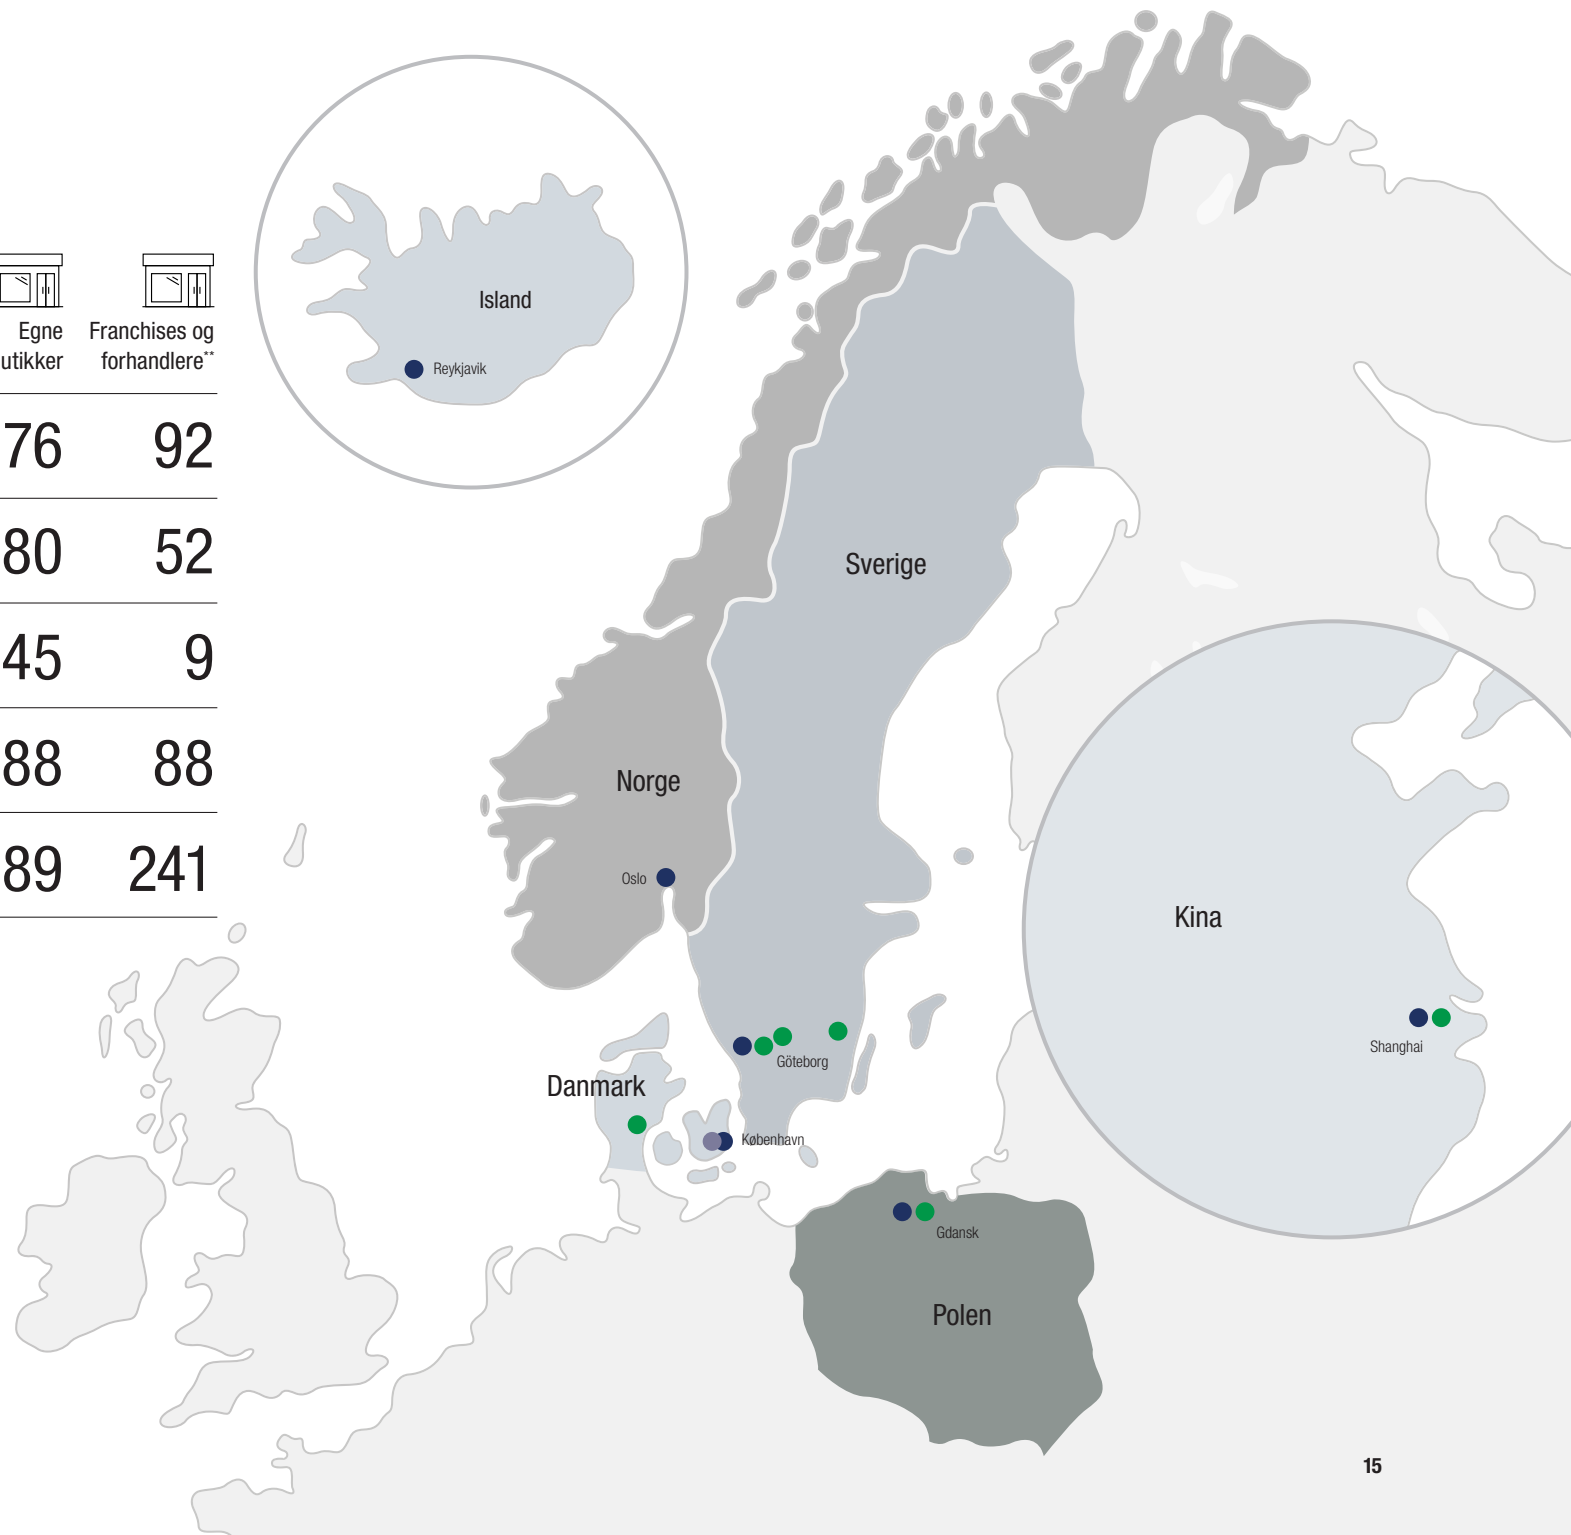 Egne Franchises og
utikker forhandlere**
76 92
80 52
45 9
88 88
89 241
Island
Reykjavik
Sverige
Norge
Oslo
Kina
Shanghai
Göteborg
Danmark
København
Gdansk
Polen
15